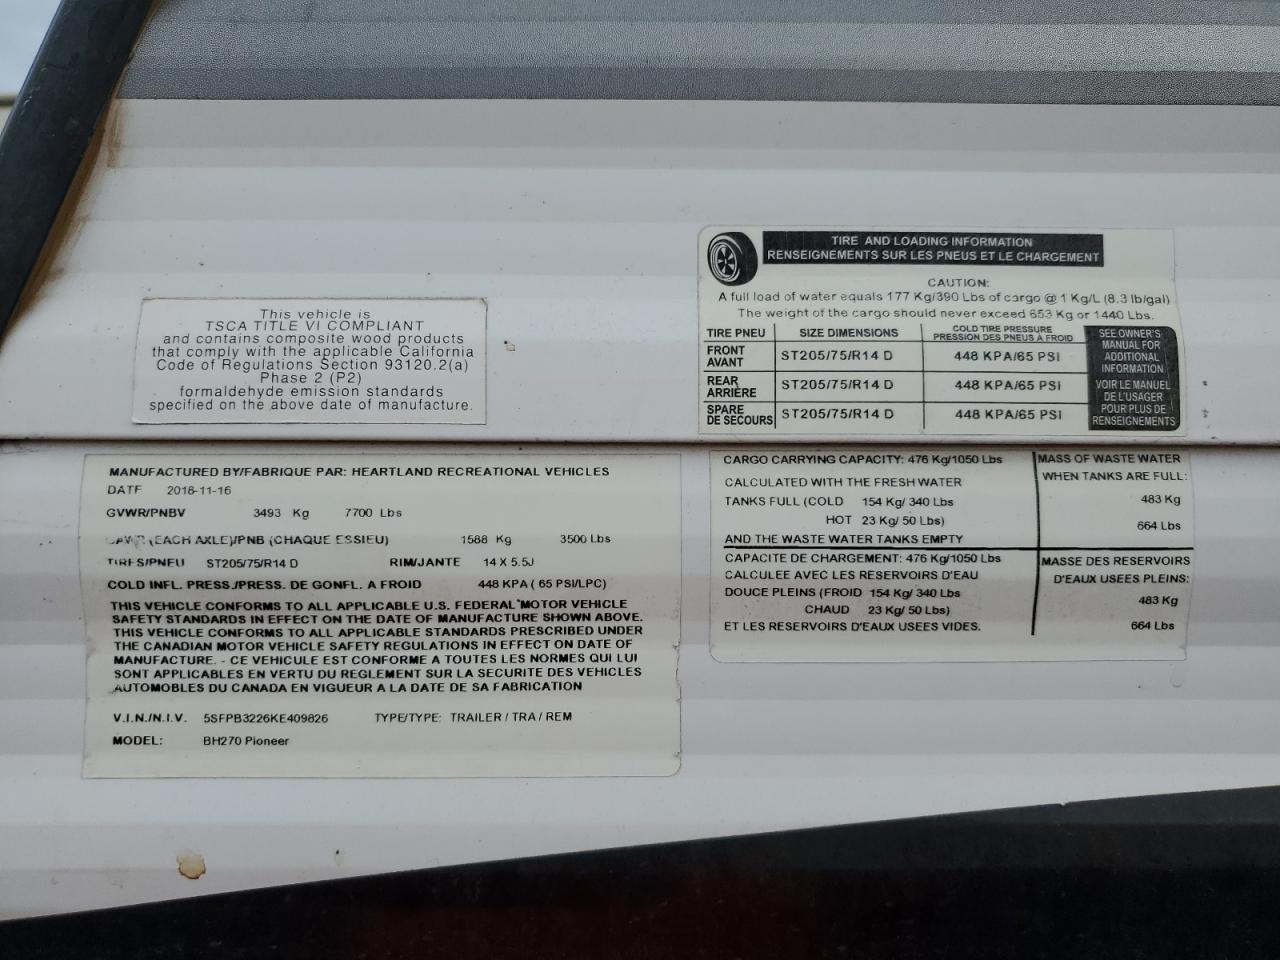 This vehicle is
TSCA TITLE VI COMPLIANT
and contains composite wood products
that comply with the applicable California
Code of Regulations Section 93120.2(a)
Phase 2 (P2)
formaldehyde emission standards
specified on the above date of manufacture.
TIRE AND LOADING INFORMATION
RENSEIGNEMENTS SUR LES PNEUS ET LE CHARGEMENT
CAUTION:
A full load of water equals 177 Kg/390 Lbs of cargo @ 1 Kg/L (8.3 lb/gal)
The weight of the cargo should never exceed 653 Kg or 1440 Lbs.
TIRE PNEU SIZE DIMENSIONS COLD TIRE PRESSURE
PRESSION DES PNEUS À FROID
FRONT
AVANT ST205/75/R14 D 448 KPA/65 PSI
REAR
ARRIÈRE ST205/75/R14 D 448 KPA/65 PSI
SPARE
DE SECOURS ST205/75/R14 D 448 KPA/65 PSI
SEE OWNER'S
MANUAL FOR
ADDITIONAL
INFORMATION
VOIR LE MANUEL
DE L'USAGER
POUR PLUS DE
RENSEIGNEMENTS
MANUFACTURED BY/FABRIQUE PAR: HEARTLAND RECREATIONAL VEHICLES
DATE 2018-11-16
GVWR/PNBV 3493 Kg 7700 Lbs
(EACH AXLE)/PNB (CHAQUE ESSIEU) 1588 Kg 3500 Lbs
TIRES/PNEU ST205/75/R14 D RIM/JANTE 14 X 5.5J
COLD INFL. PRESS./PRESS. DE GONFL. A FROID 448 KPA ( 65 PSI/LPC)
THIS VEHICLE CONFORMS TO ALL APPLICABLE U.S. FEDERAL MOTOR VEHICLE
SAFETY STANDARDS IN EFFECT ON THE DATE OF MANUFACTURE SHOWN ABOVE.
THIS VEHICLE CONFORMS TO ALL APPLICABLE STANDARDS PRESCRIBED UNDER
THE CANADIAN MOTOR VEHICLE SAFETY REGULATIONS IN EFFECT ON DATE OF
MANUFACTURE. - CE VEHICULE EST CONFORME A TOUTES LES NORMES QUI LUI
SONT APPLICABLES EN VERTU DU REGLEMENT SUR LA SECURITE DES VEHICLES
AUTOMOBLES DU CANADA EN VIGUEUR A LA DATE DE SA FABRICATION
V.I.N./N.I.V. 5SFPB3226KE409826 TYPE/TYPE: TRAILER / TRA / REM
MODEL: BH270 Pioneer
CARGO CARRYING CAPACITY: 476 Kg/1050 Lbs
CALCULATED WITH THE FRESH WATER
TANKS FULL (COLD 154 Kg/ 340 Lbs
HOT 23 Kg/ 50 Lbs)
AND THE WASTE WATER TANKS EMPTY
MASS OF WASTE WATER
WHEN TANKS ARE FULL:
483 Kg
664 Lbs
CAPACITE DE CHARGEMENT: 476 Kg/1050 Lbs
CALCULEE AVEC LES RESERVOIRS D'EAU
DOUCE PLEINS (FROID 154 Kg/ 340 Lbs
CHAUD 23 Kg/ 50 Lbs)
ET LES RESERVOIRS D'EAUX USEES VIDES.
MASSE DES RESERVOIRS
D'EAUX USEES PLEINS:
483 Kg
664 Lbs